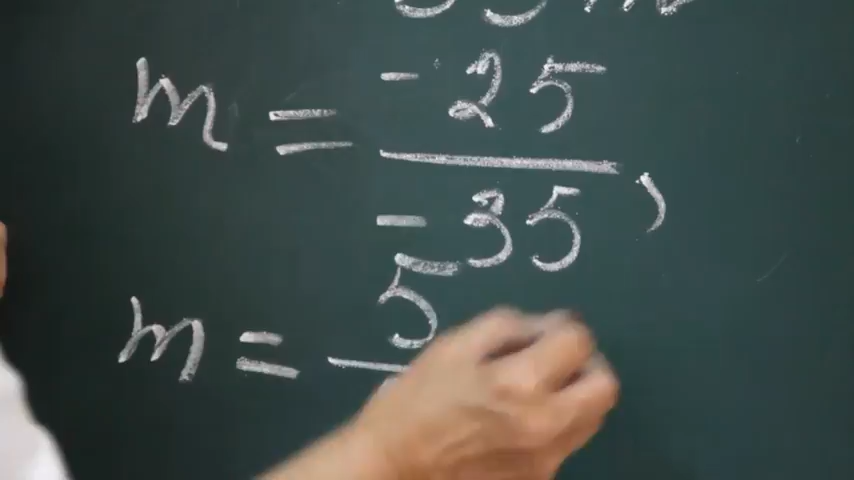 m = -25 / -35 ,
m = 5 /